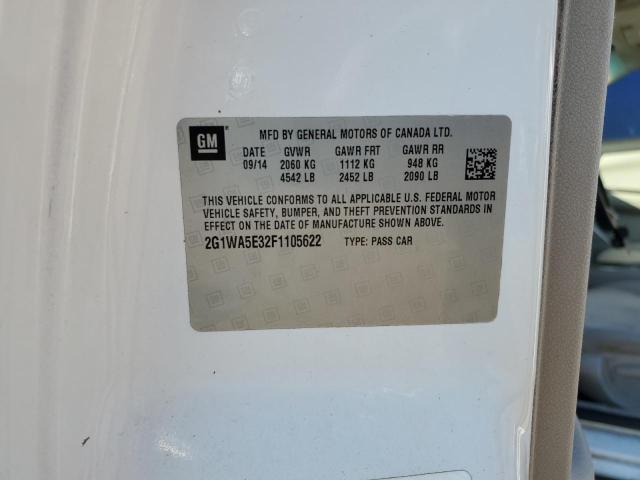 GM
MFD BY GENERAL MOTORS OF CANADA LTD.
DATE GVWR GAWR FRT GAWR RR
09/14 2060 KG 1112 KG 948 KG
4542 LB 2452 LB 2090 LB
THIS VEHICLE CONFORMS TO ALL APPLICABLE U.S. FEDERAL MOTOR
VEHICLE SAFETY, BUMPER, AND THEFT PREVENTION STANDARDS IN
EFFECT ON THE DATE OF MANUFACTURE SHOWN ABOVE.
2G1WA5E32F1105622 TYPE: PASS CAR